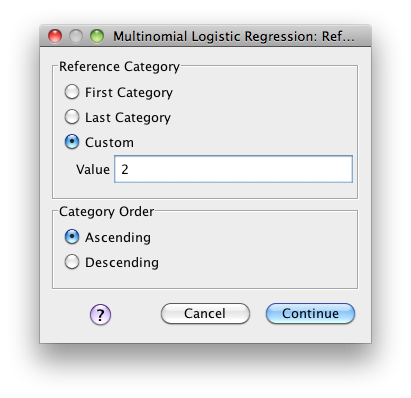 Multinomial Logistic Regression: Ref...
Reference Category
First Category
Last Category
Custom
Value 2
Category Order
Ascending
Descending
? Cancel Continue